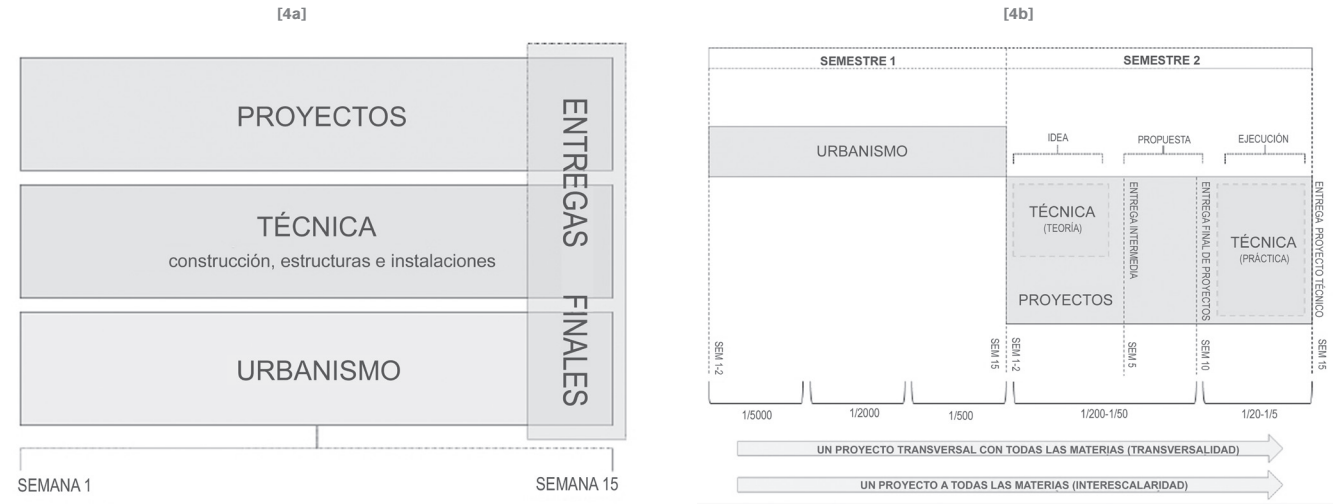 [4a]
PROYECTOS
TÉCNICA
construcción, estructuras e instalaciones
URBANISMO
ENTREGAS FINALES
SEMANA 1
SEMANA 15
[4b]
SEMESTRE 1
SEMESTRE 2
URBANISMO
IDEA
PROPUESTA
EJECUCIÓN
TÉCNICA
(TEORÍA)
PROYECTOS
ENTREGA INTERMEDIA
ENTREGA FINAL DE PROYECTOS
TÉCNICA
(PRÁCTICA)
ENTREGA PROYECTO TÉCNICO
SEM 1-2
SEM 15
SEM 1-2
SEM 5
SEM 10
SEM 15
1/5000
1/2000
1/500
1/200-1/50
1/20-1/5
UN PROYECTO TRANSVERSAL CON TODAS LAS MATERIAS (TRANSVERSALIDAD)
UN PROYECTO A TODAS LAS MATERIAS (INTERESCALARIDAD)